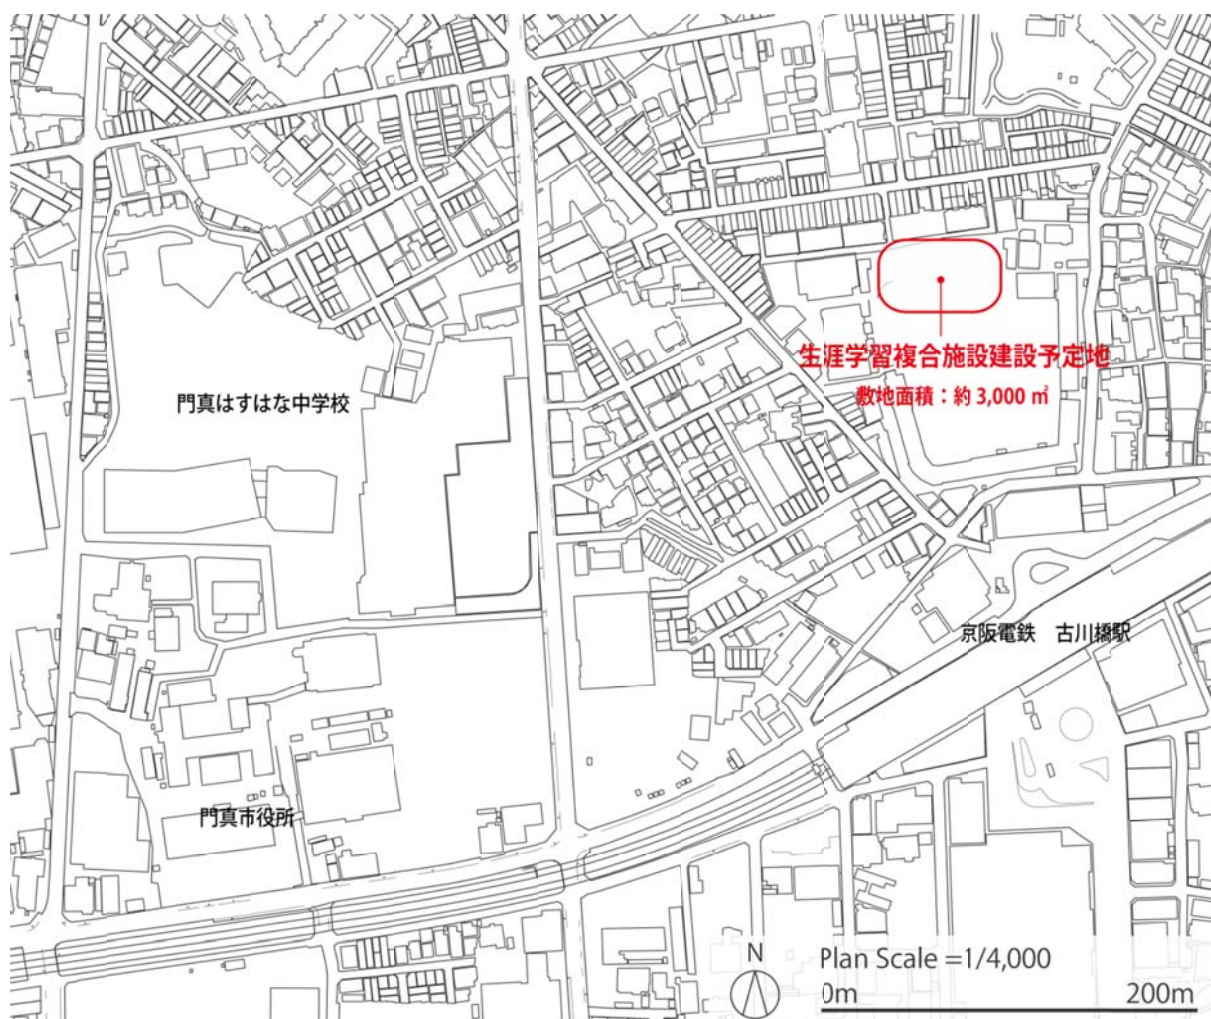 生涯学習複合施設建設予定地
敷地面積：約 3,000 ㎡
門真はすはな中学校
京阪電鉄　古川橋駅
門真市役所
N
Plan Scale =1/4,000
0m 200m